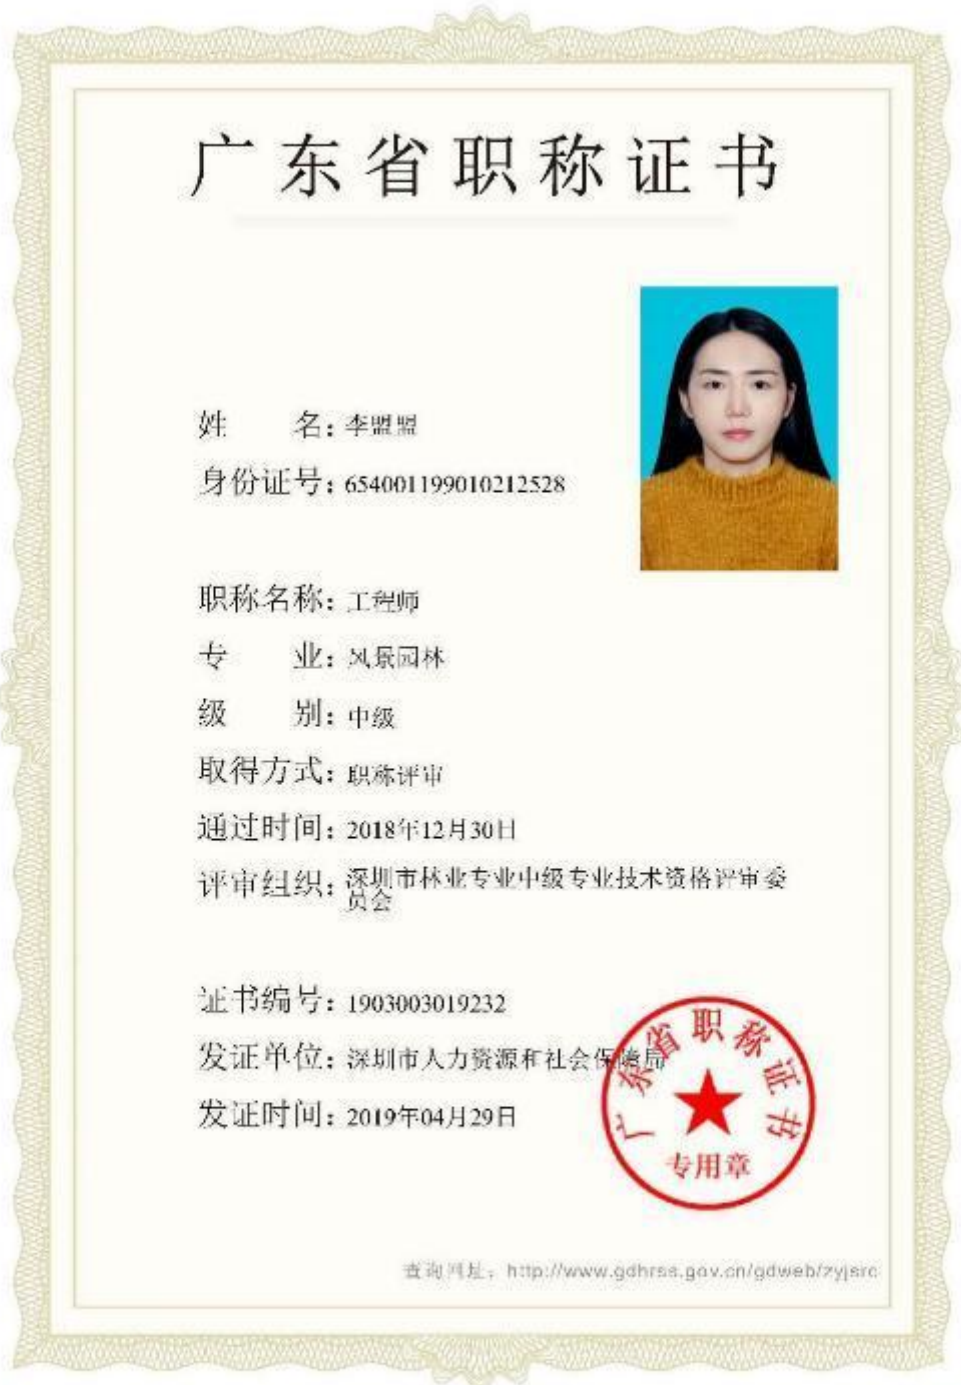 广东省职称证书
姓名：李盟盟
身份证号：654001199010212528
职称名称：工程师
专业：风景园林
级别：中级
取得方式：职称评审
通过时间：2018年12月30日
评审组织：深圳市林业专业中级专业技术资格评审委
员会
证书编号：1903003019232
发证单位：深圳市人力资源和社会保障局
发证时间：2019年04月29日
广东省职称证书
专用章
查询网址：http://www.gdhrss.gov.cn/gdweb/zyjsrc